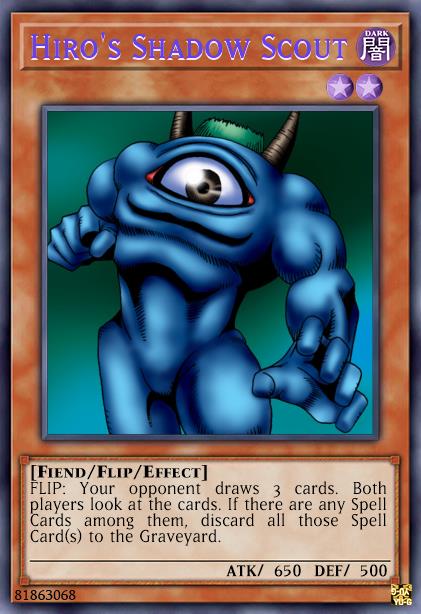 Hiro's Shadow Scout
DARK
闇
[Fiend/Flip/Effect]
FLIP: Your opponent draws 3 cards. Both
players look at the cards. If there are any Spell
Cards among them, discard all those Spell
Card(s) to the Graveyard.
ATK/ 650 DEF/ 500
81863068